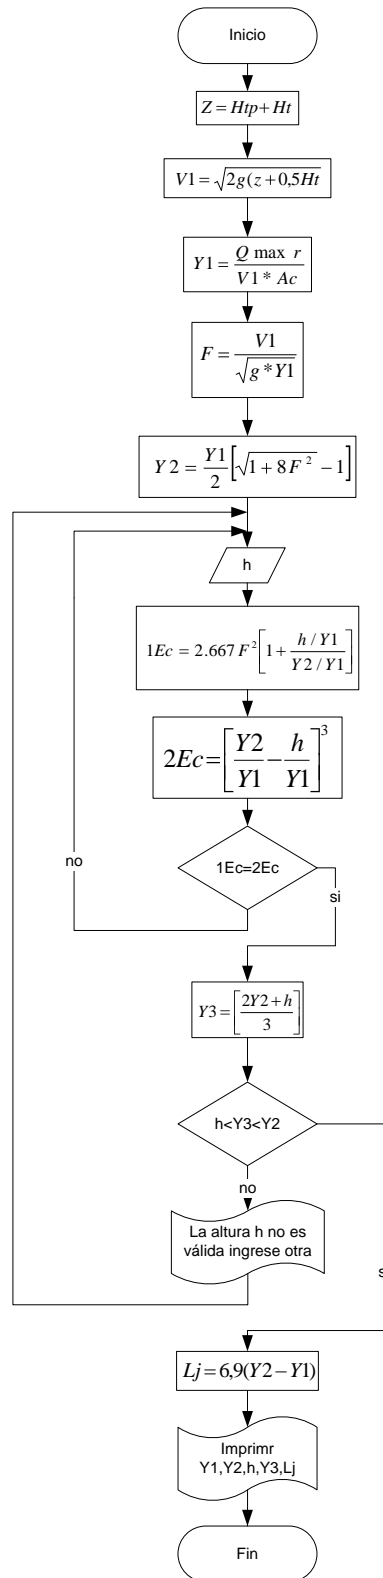 Inicio
Z = Htp + Ht
V1 = √2g(z + 0,5Ht
Y1 = Q max r / V1 * Ac
F = V1 / √g * Y1
Y2 = Y1/2 [√1 + 8F² - 1]
h
1Ec = 2.667 F² [1 + h / Y1 / Y2 / Y1]
2Ec = [Y2/Y1 - h/Y1]³
1Ec=2Ec
no
si
Y3 = [2Y2 + h / 3]
h<Y3<Y2
no
La altura h no es
válida ingrese otra
s
Lj = 6,9(Y2 - Y1)
Imprimr
Y1,Y2,h,Y3,Lj
Fin